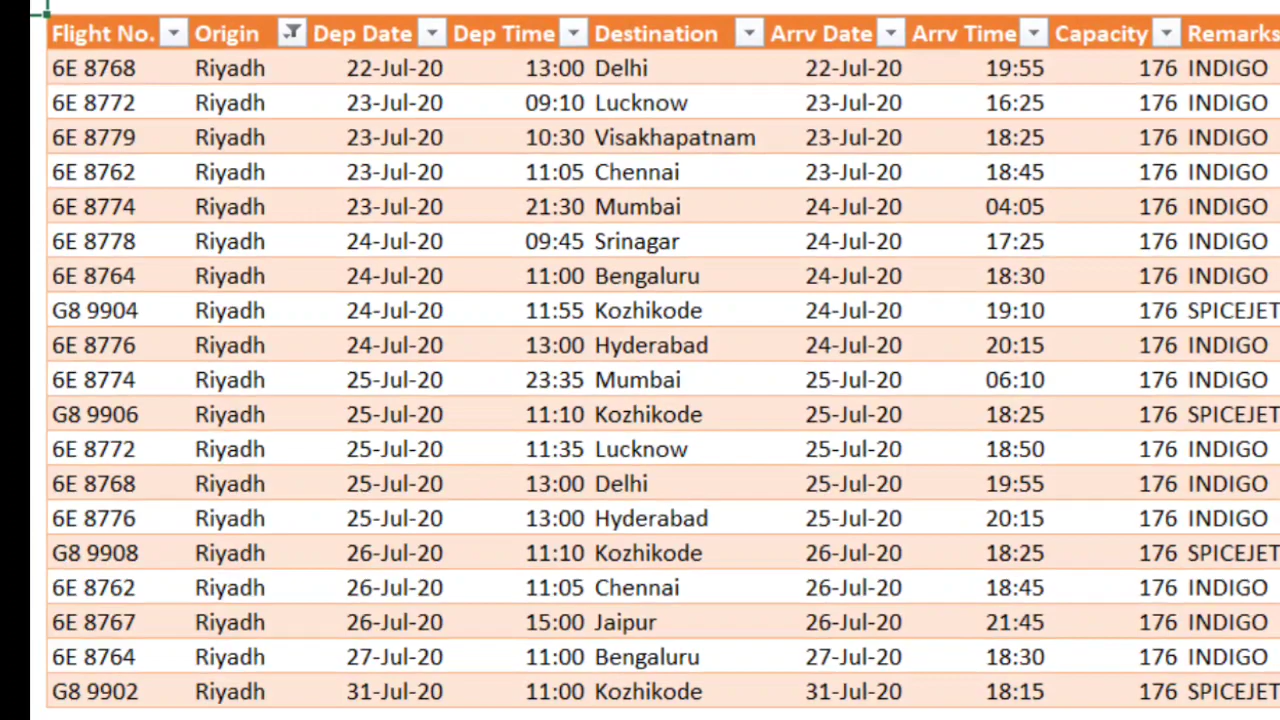 Flight No. Origin Dep Date Dep Time Destination Arrv Date Arrv Time Capacity Remarks
6E 8768 Riyadh 22-Jul-20 13:00 Delhi 22-Jul-20 19:55 176 INDIGO
6E 8772 Riyadh 23-Jul-20 09:10 Lucknow 23-Jul-20 16:25 176 INDIGO
6E 8779 Riyadh 23-Jul-20 10:30 Visakhapatnam 23-Jul-20 18:25 176 INDIGO
6E 8762 Riyadh 23-Jul-20 11:05 Chennai 23-Jul-20 18:45 176 INDIGO
6E 8774 Riyadh 23-Jul-20 21:30 Mumbai 24-Jul-20 04:05 176 INDIGO
6E 8778 Riyadh 24-Jul-20 09:45 Srinagar 24-Jul-20 17:25 176 INDIGO
6E 8764 Riyadh 24-Jul-20 11:00 Bengaluru 24-Jul-20 18:30 176 INDIGO
G8 9904 Riyadh 24-Jul-20 11:55 Kozhikode 24-Jul-20 19:10 176 SPICEJET
6E 8776 Riyadh 24-Jul-20 13:00 Hyderabad 24-Jul-20 20:15 176 INDIGO
6E 8774 Riyadh 25-Jul-20 23:35 Mumbai 25-Jul-20 06:10 176 INDIGO
G8 9906 Riyadh 25-Jul-20 11:10 Kozhikode 25-Jul-20 18:25 176 SPICEJET
6E 8772 Riyadh 25-Jul-20 11:35 Lucknow 25-Jul-20 18:50 176 INDIGO
6E 8768 Riyadh 25-Jul-20 13:00 Delhi 25-Jul-20 19:55 176 INDIGO
6E 8776 Riyadh 25-Jul-20 13:00 Hyderabad 25-Jul-20 20:15 176 INDIGO
G8 9908 Riyadh 26-Jul-20 11:10 Kozhikode 26-Jul-20 18:25 176 SPICEJET
6E 8762 Riyadh 26-Jul-20 11:05 Chennai 26-Jul-20 18:45 176 INDIGO
6E 8767 Riyadh 26-Jul-20 15:00 Jaipur 26-Jul-20 21:45 176 INDIGO
6E 8764 Riyadh 27-Jul-20 11:00 Bengaluru 27-Jul-20 18:30 176 INDIGO
G8 9902 Riyadh 31-Jul-20 11:00 Kozhikode 31-Jul-20 18:15 176 SPICEJET